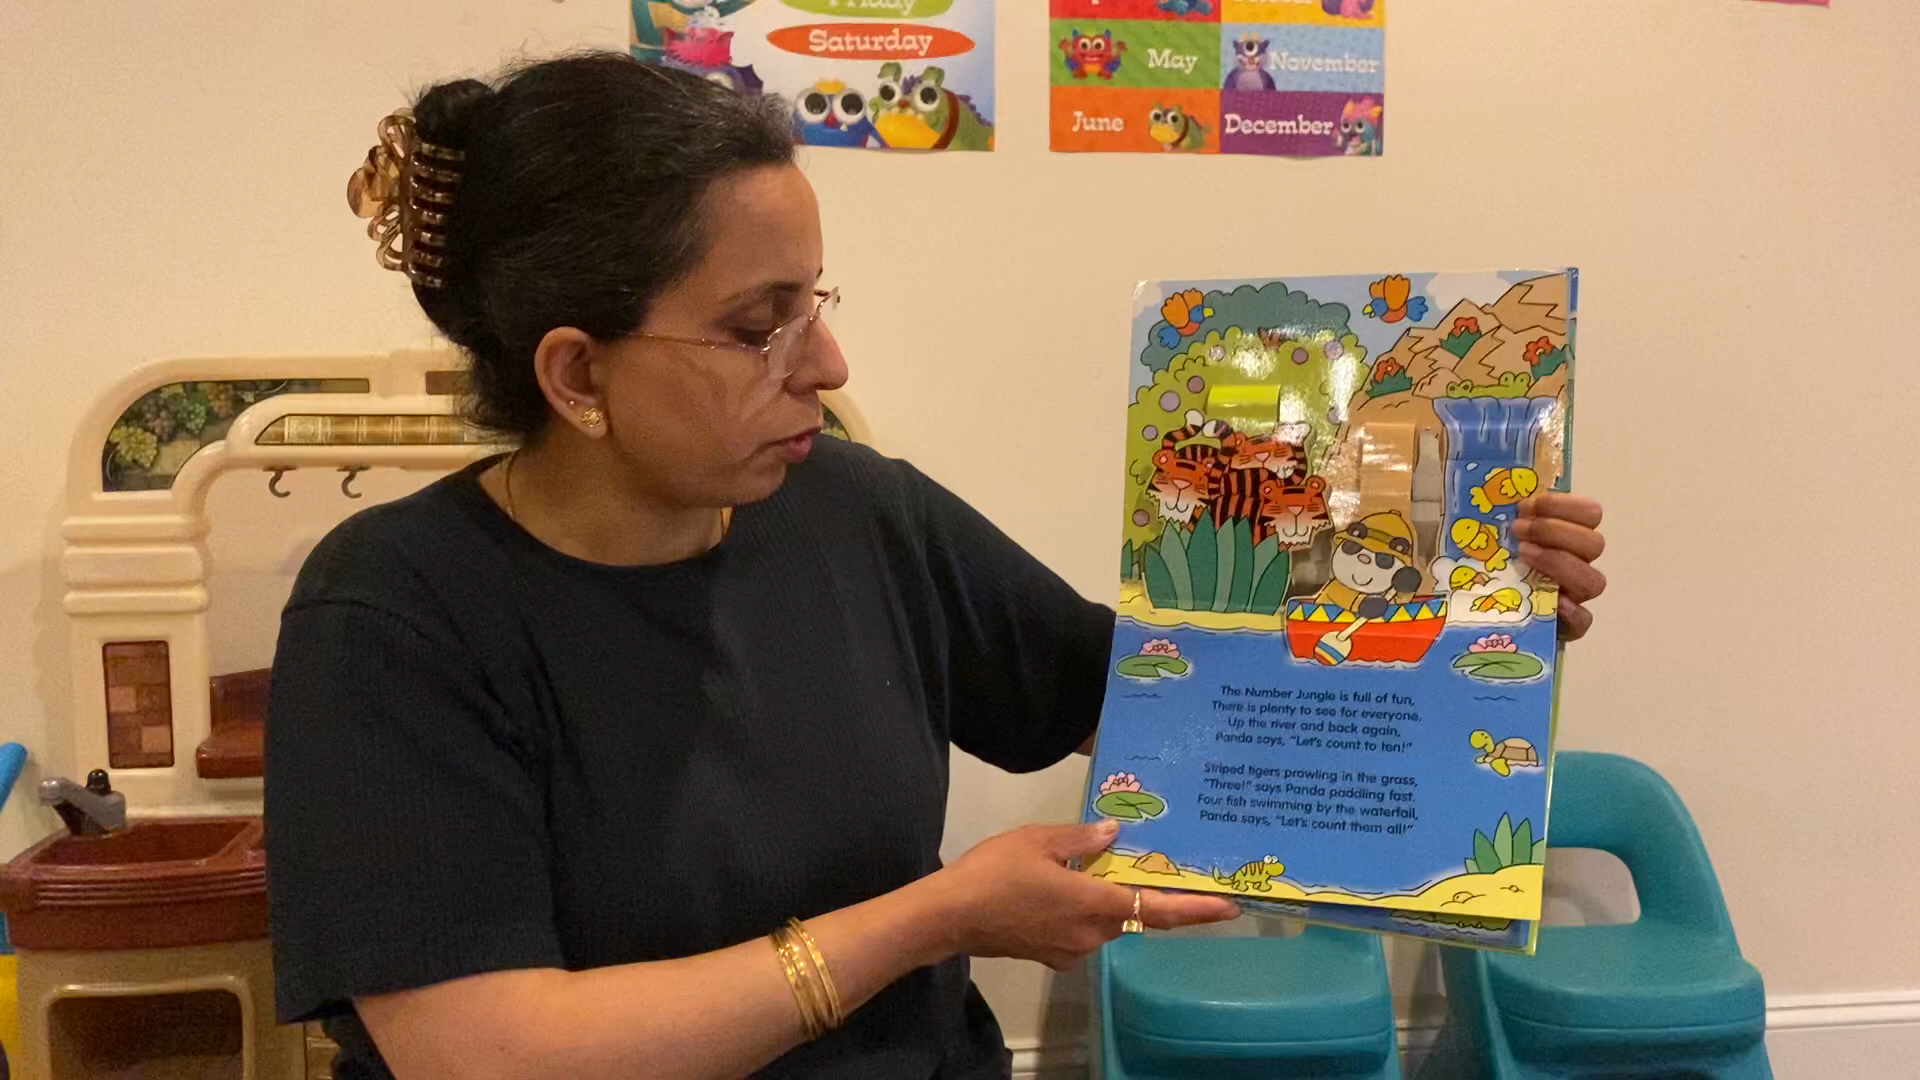 Friday
Saturday
May
November
June
December
The Number Jungle is full of fun,
There is plenty to see for everyone.
Up the river and back again,
Panda says, "Let's count to ten!"
Striped tigers prowling in the grass,
"Three!" says Panda paddling fast.
Four fish swimming by the waterfall,
Panda says, "Let's count them all!"